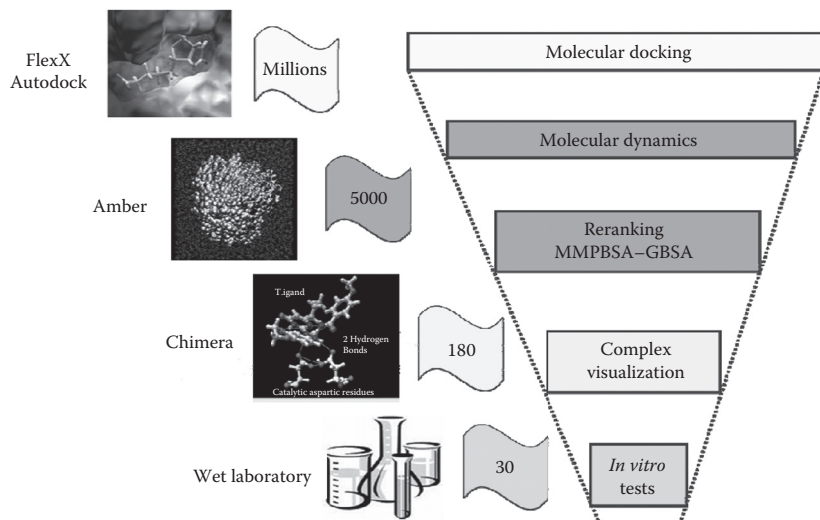 FlexX
Autodock
Millions
Molecular docking
Molecular dynamics
Amber
5000
Reranking
MMPBSA–GBSA
T.igand
2 Hydrogen
Bonds
Catalytic aspartic residues
Chimera
180
Complex
visualization
Wet laboratory
30
In vitro
tests